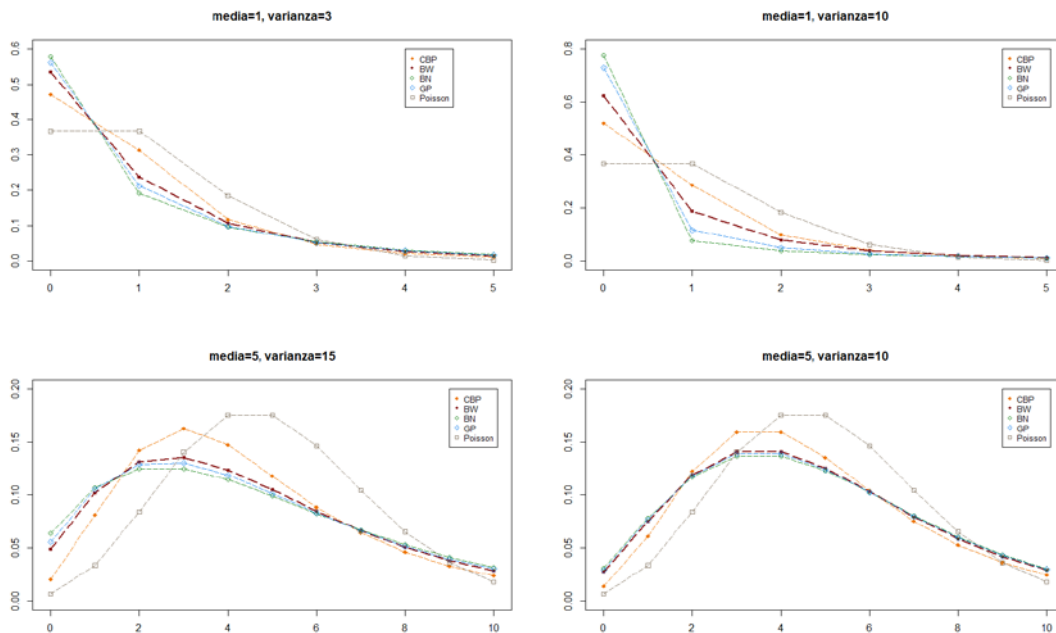 media=1, varianza=3
0.6
0.5
0.4
0.3
0.2
0.1
0.0
CBP
BW
BN
GP
Poisson
0 1 2 3 4 5
media=1, varianza=10
0.8
0.6
0.4
0.2
0.0
CBP
BW
BN
GP
Poisson
0 1 2 3 4 5
media=5, varianza=15
0.20
0.15
0.10
0.05
0.00
CBP
BW
BN
GP
Poisson
0 2 4 6 8 10
media=5, varianza=10
0.20
0.15
0.10
0.05
0.00
CBP
BW
BN
GP
Poisson
0 2 4 6 8 10